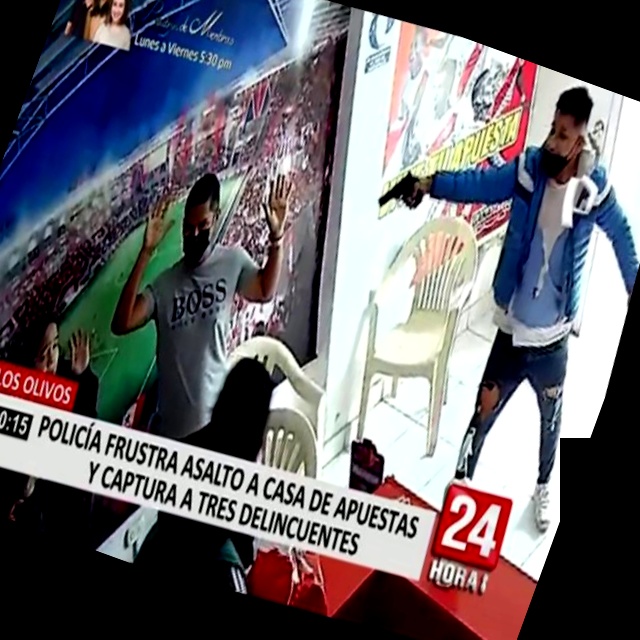 Lunes a Viernes 5:30 pm
APUESTA
BOSS
LOS OLIVOS
0:15
POLICÍA FRUSTRA ASALTO A CASA DE APUESTAS
Y CAPTURA A TRES DELINCUENTES
24
HORAS